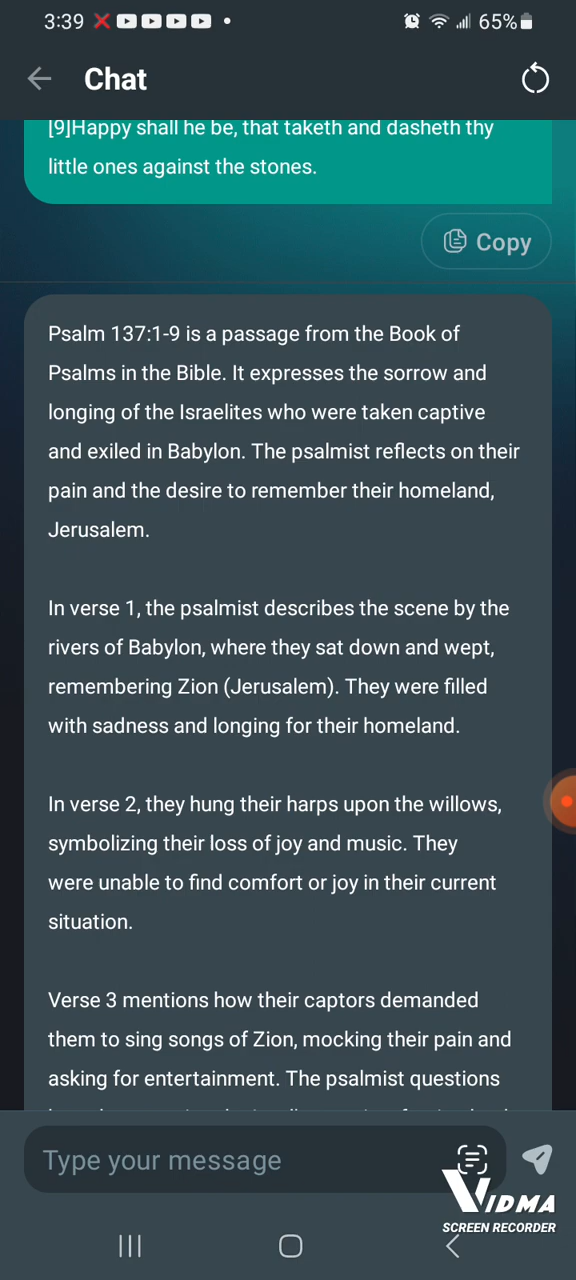 3:39 65%
Chat
[9]Happy shall he be, that taketh and dasheth thy
little ones against the stones.
Copy
Psalm 137:1-9 is a passage from the Book of
Psalms in the Bible. It expresses the sorrow and
longing of the Israelites who were taken captive
and exiled in Babylon. The psalmist reflects on their
pain and the desire to remember their homeland,
Jerusalem.
In verse 1, the psalmist describes the scene by the
rivers of Babylon, where they sat down and wept,
remembering Zion (Jerusalem). They were filled
with sadness and longing for their homeland.
In verse 2, they hung their harps upon the willows,
symbolizing their loss of joy and music. They
were unable to find comfort or joy in their current
situation.
Verse 3 mentions how their captors demanded
them to sing songs of Zion, mocking their pain and
asking for entertainment. The psalmist questions
Type your message
VIDMA
SCREEN RECORDER